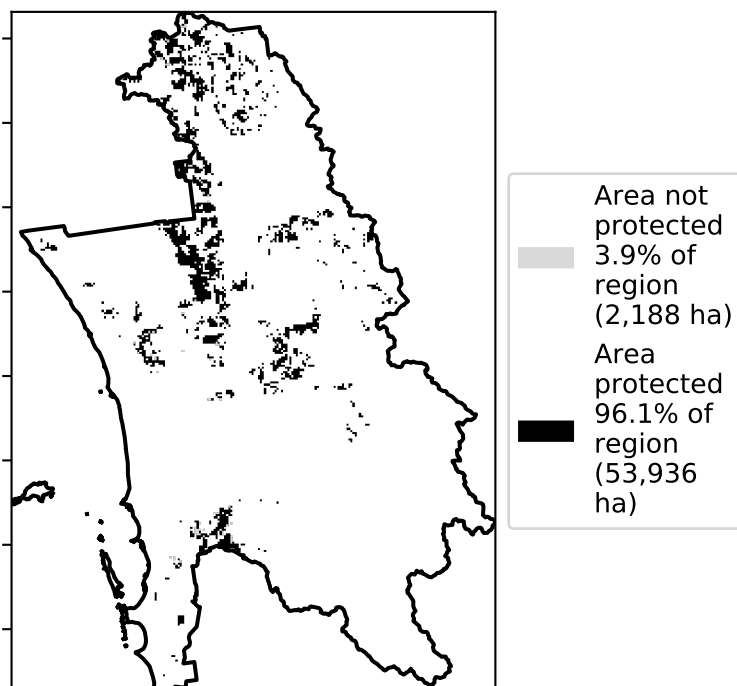 Area not
protected
3.9% of
region
(2,188 ha)
Area
protected
96.1% of
region
(53,936
ha)